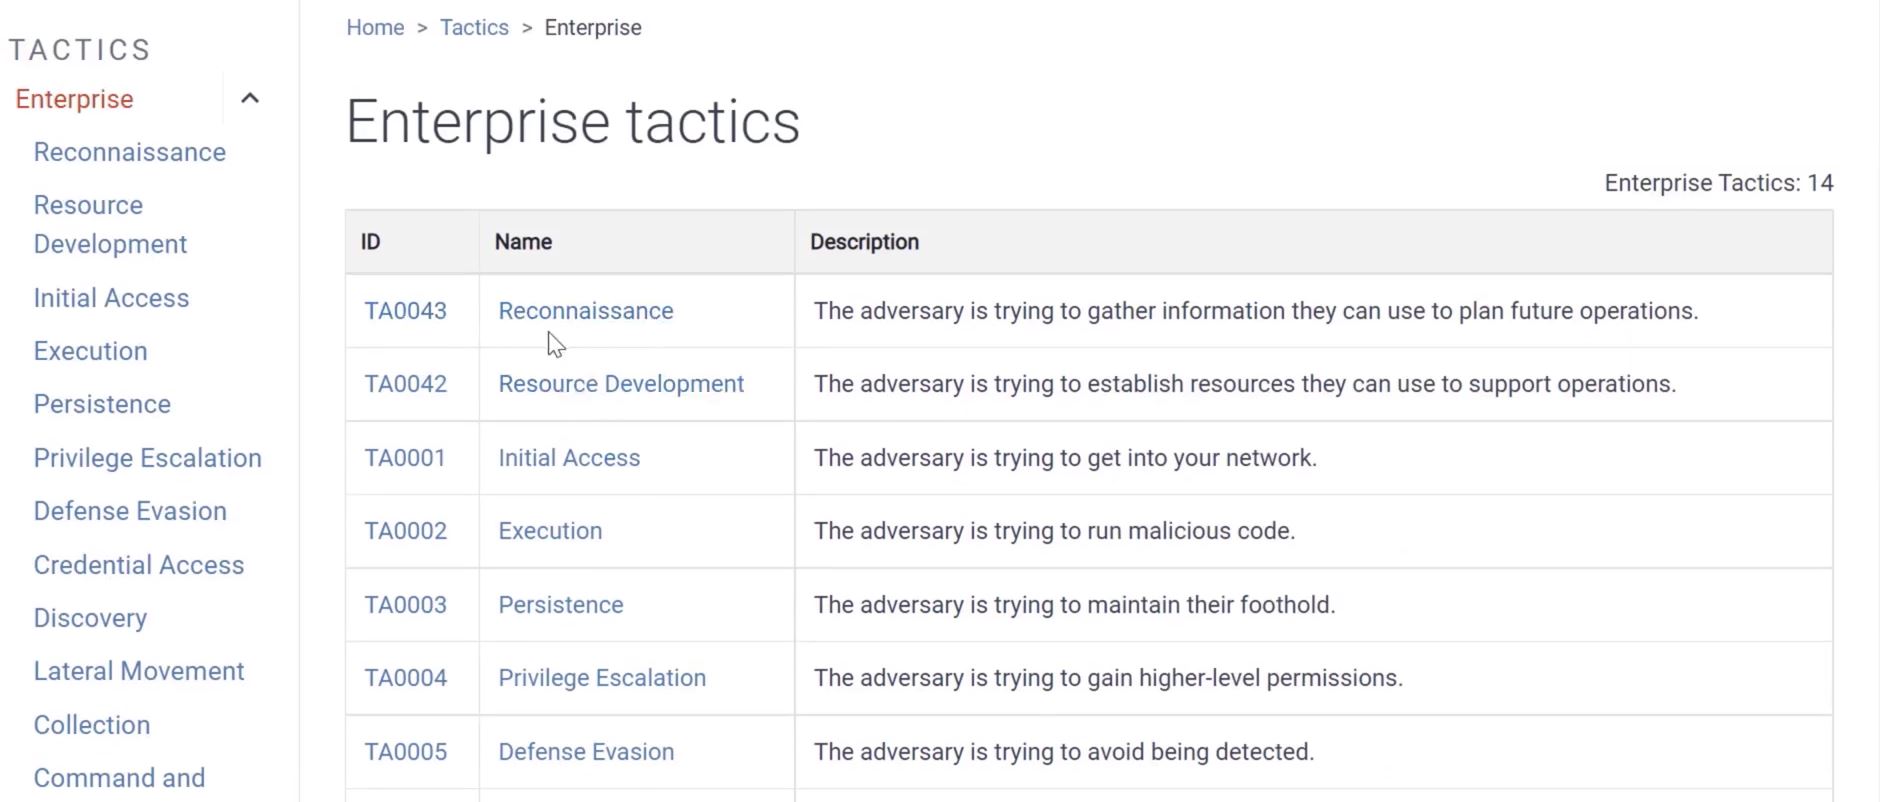 TACTICS
Enterprise
Reconnaissance
Resource
Development
Initial Access
Execution
Persistence
Privilege Escalation
Defense Evasion
Credential Access
Discovery
Lateral Movement
Collection
Command and
Home > Tactics > Enterprise
Enterprise tactics
Enterprise Tactics: 14
ID Name Description
TA0043 Reconnaissance The adversary is trying to gather information they can use to plan future operations.
TA0042 Resource Development The adversary is trying to establish resources they can use to support operations.
TA0001 Initial Access The adversary is trying to get into your network.
TA0002 Execution The adversary is trying to run malicious code.
TA0003 Persistence The adversary is trying to maintain their foothold.
TA0004 Privilege Escalation The adversary is trying to gain higher-level permissions.
TA0005 Defense Evasion The adversary is trying to avoid being detected.